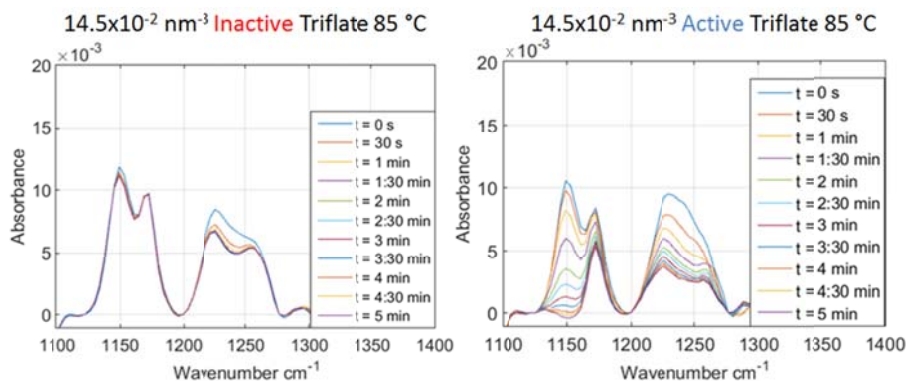 14.5x10⁻² nm⁻³ Inactive Triflate 85 °C
×10⁻³
20
15
10
5
0
Absorbance
1100 1150 1200 1250 1300 1350 1400
Wavenumber cm⁻¹
t = 0 s
t = 30 s
t = 1 min
t = 1:30 min
t = 2 min
t = 2:30 min
t = 3 min
t = 3:30 min
t = 4 min
t = 4:30 min
t = 5 min
14.5x10⁻² nm⁻³ Active Triflate 85 °C
×10⁻³
20
15
10
5
0
Absorbance
1100 1150 1200 1250 1300 1350 1400
Wavenumber cm⁻¹
t = 0 s
t = 30 s
t = 1 min
t = 1:30 min
t = 2 min
t = 2:30 min
t = 3 min
t = 3:30 min
t = 4 min
t = 4:30 min
t = 5 min